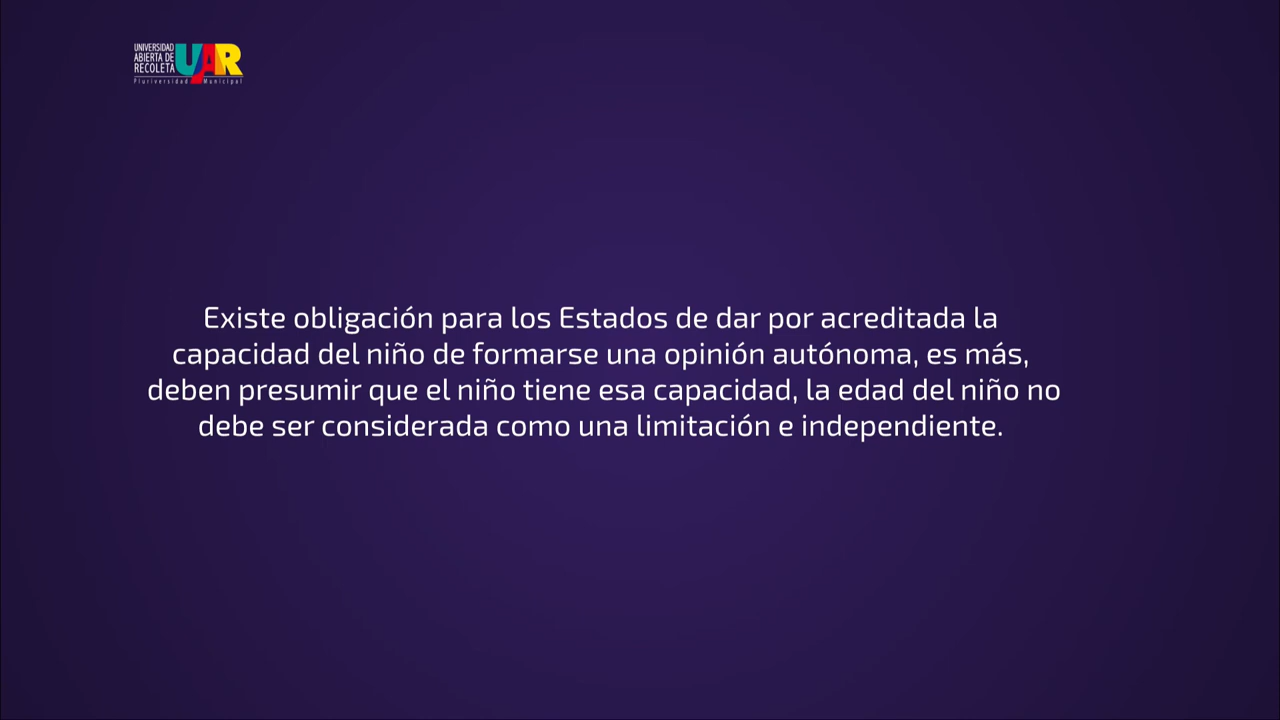 UNIVERSIDAD
ABIERTA DE
RECOLETA
UAR
Pluriversidad Municipal
Existe obligación para los Estados de dar por acreditada la
capacidad del niño de formarse una opinión autónoma, es más,
deben presumir que el niño tiene esa capacidad, la edad del niño no
debe ser considerada como una limitación e independiente.